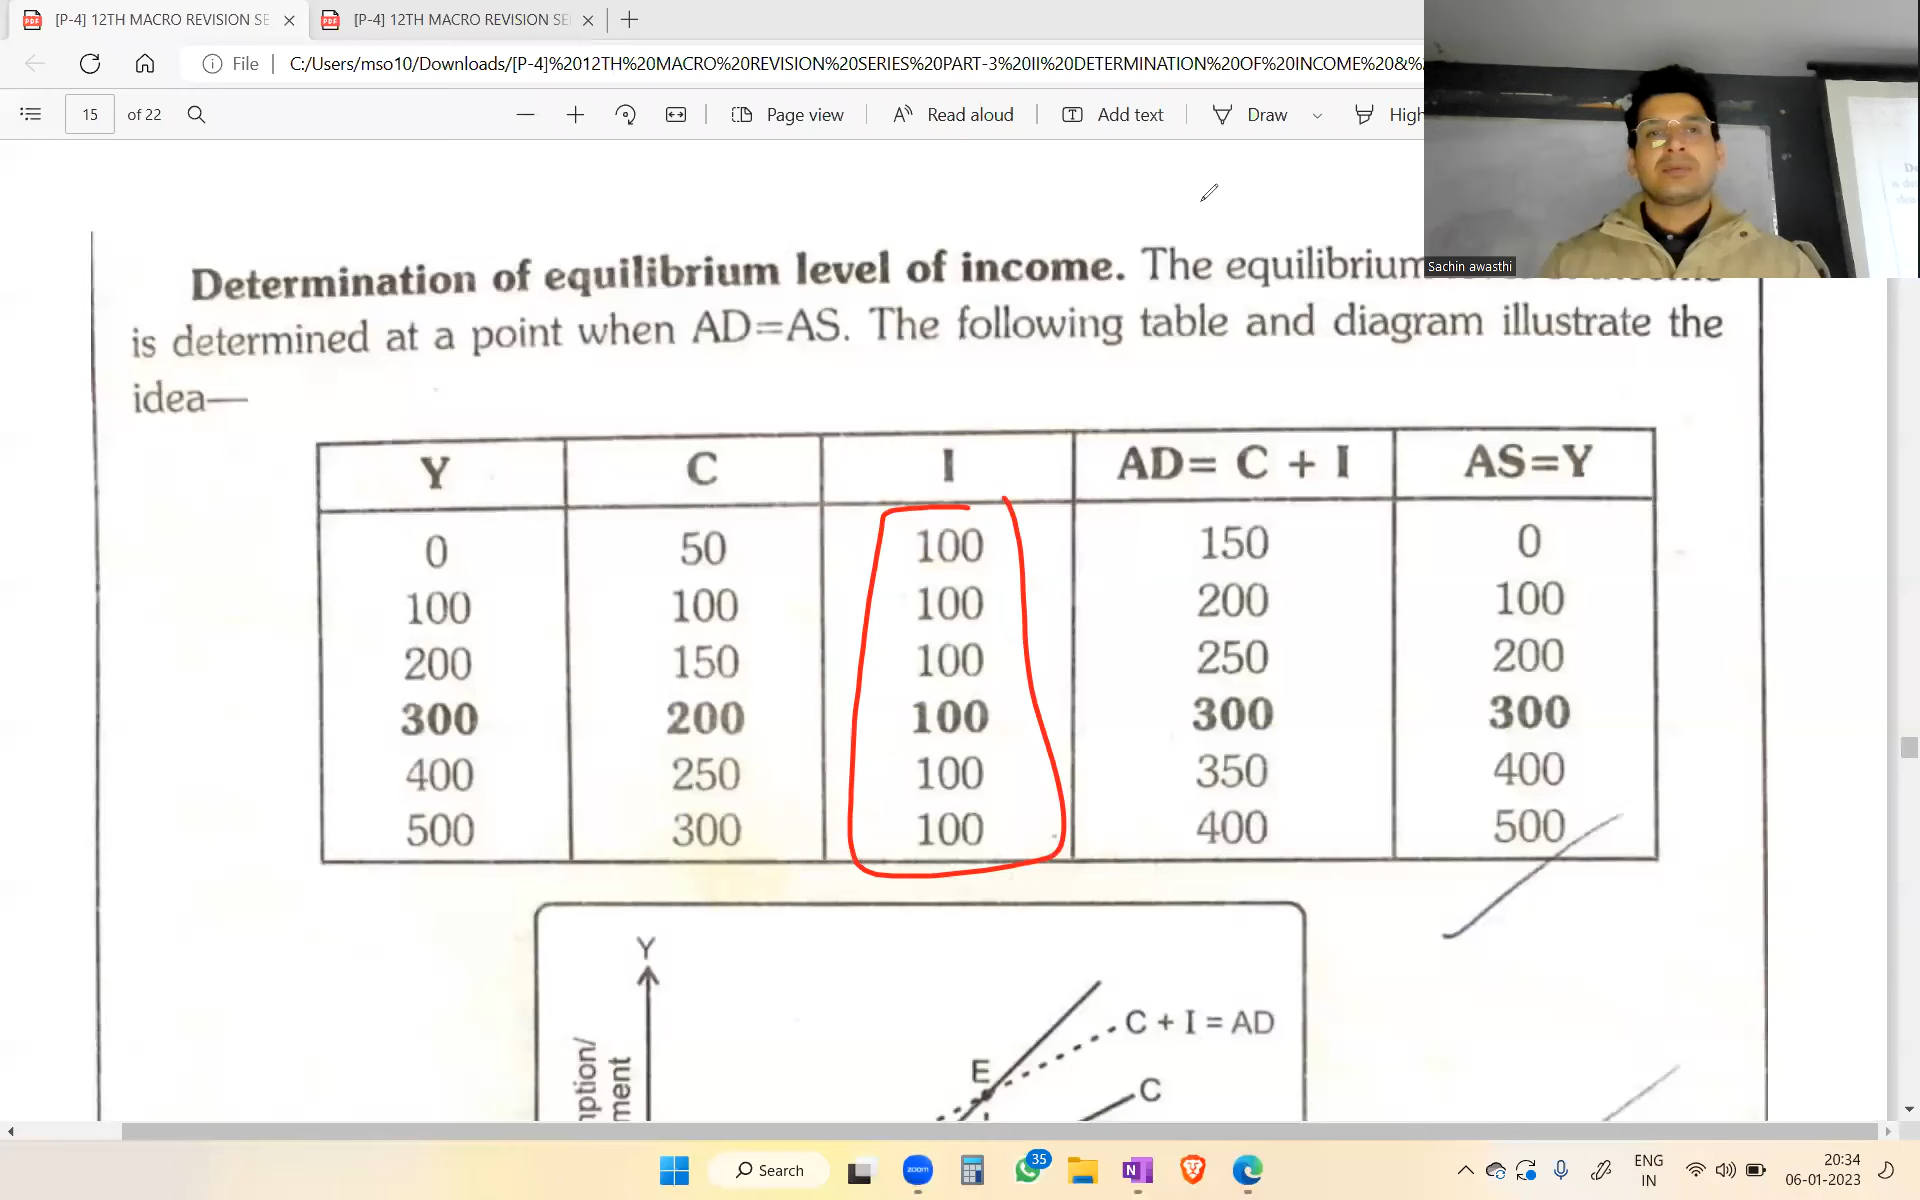 [P-4] 12TH MACRO REVISION SE
[P-4] 12TH MACRO REVISION SE
File
C:/Users/mso10/Downloads/[P-4]%2012TH%20MACRO%20REVISION%20SERIES%20PART-3%20II%20DETERMINATION%20OF%20INCOME%20&%
15 of 22
Page view
Read aloud
Add text
Draw
High
Sachin awasthi
Determination of equilibrium level of income. The equilibrium
is determined at a point when AD=AS. The following table and diagram illustrate the
idea—
Y C I AD= C + I AS=Y
0 50 100 150 0
100 100 100 200 100
200 150 100 250 200
300 200 100 300 300
400 250 100 350 400
500 300 100 400 500
Y
C + I = AD
E
C
Search
zoom
35
N
ENG
IN
20:34
06-01-2023